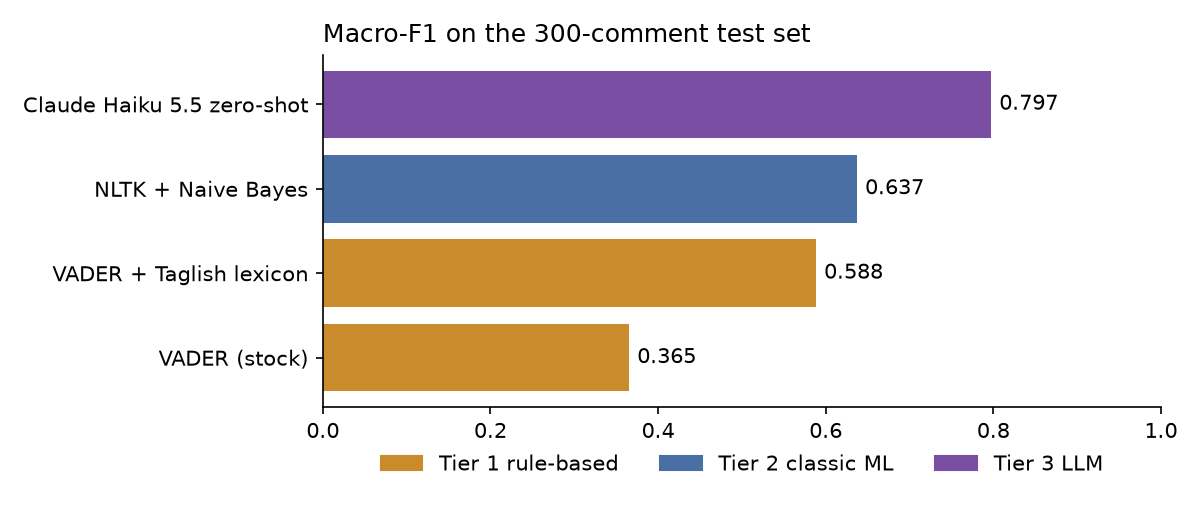 Macro-F1 on the 300-comment test set
Claude Haiku 5.5 zero-shot 0.797
NLTK + Naive Bayes 0.637
VADER + Taglish lexicon 0.588
VADER (stock) 0.365
0.0 0.2 0.4 0.6 0.8 1.0
Tier 1 rule-based Tier 2 classic ML Tier 3 LLM